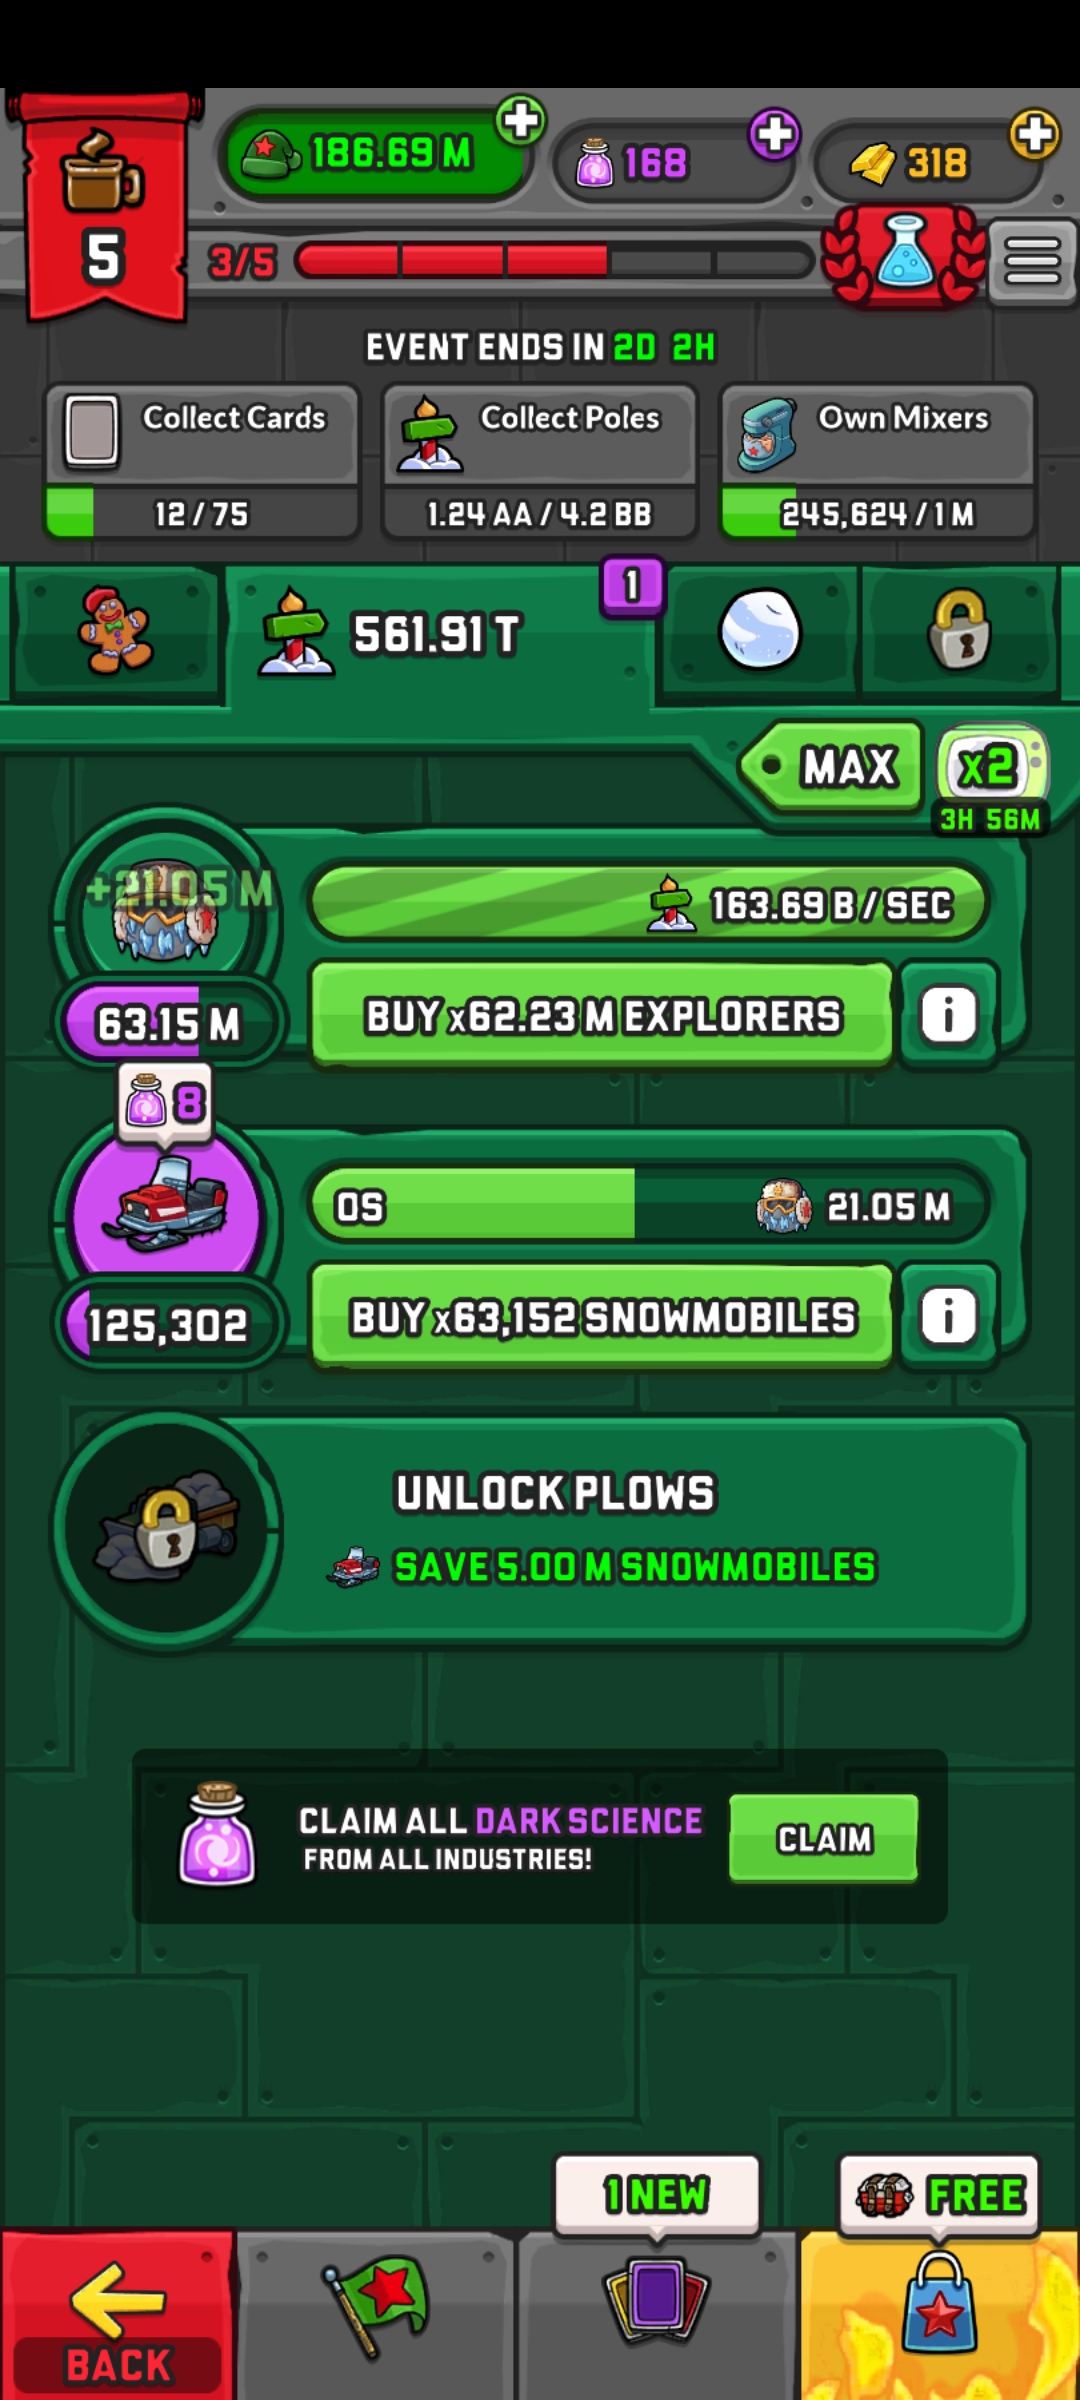 186.69 M
168
318
5
3/5
EVENT ENDS IN 2D 2H
Collect Cards
12 / 75
Collect Poles
1.24 AA / 4.2 BB
Own Mixers
245,624 / 1 M
561.91 T
1
MAX
x2
3H 56M
+21.05 M
163.69 B / SEC
63.15 M
BUY x62.23 M EXPLORERS
i
8
0S
21.05 M
125,302
BUY x63,152 SNOWMOBILES
i
UNLOCK PLOWS
SAVE 5.00 M SNOWMOBILES
CLAIM ALL DARK SCIENCE
FROM ALL INDUSTRIES!
CLAIM
1 NEW
FREE
BACK